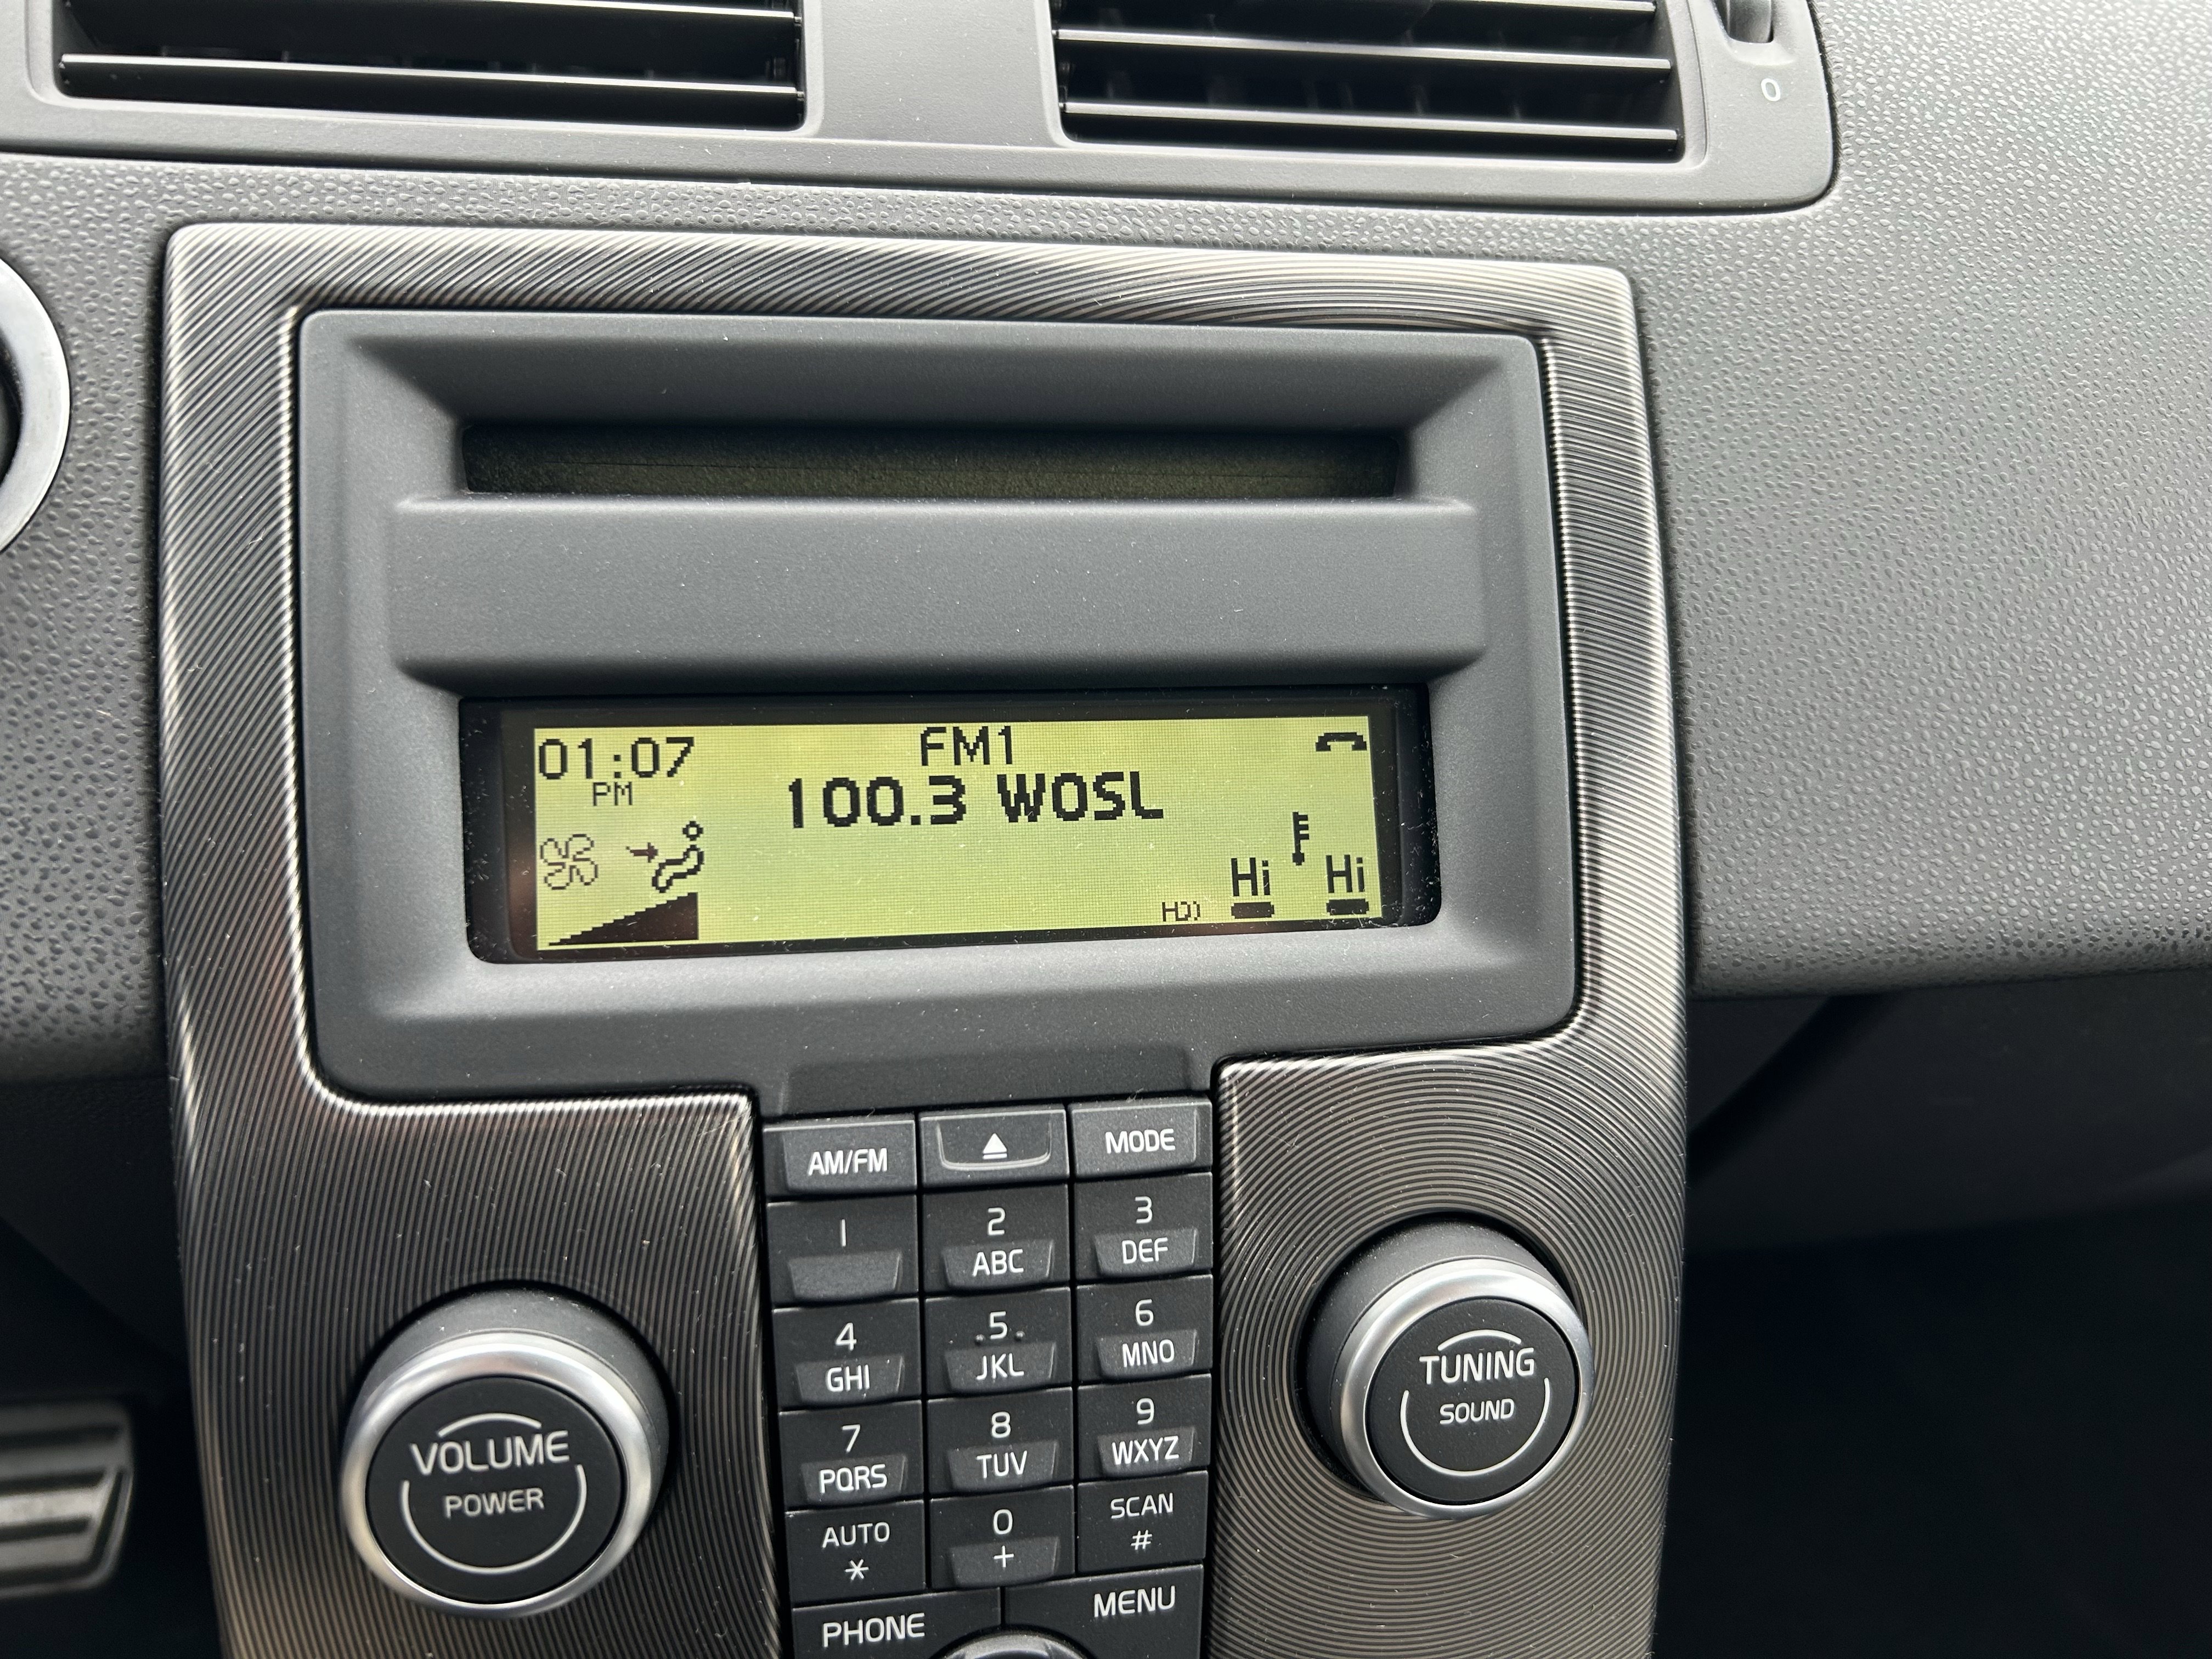 0
01:07
PM
FM1
100.3 WOSL
Hi Hi
HD
AM/FM
MODE
1
2
ABC
3
DEF
4
GHI
5
JKL
6
MNO
7
PQRS
8
TUV
9
WXYZ
AUTO
*
0
+
SCAN
#
PHONE
MENU
VOLUME
POWER
TUNING
SOUND